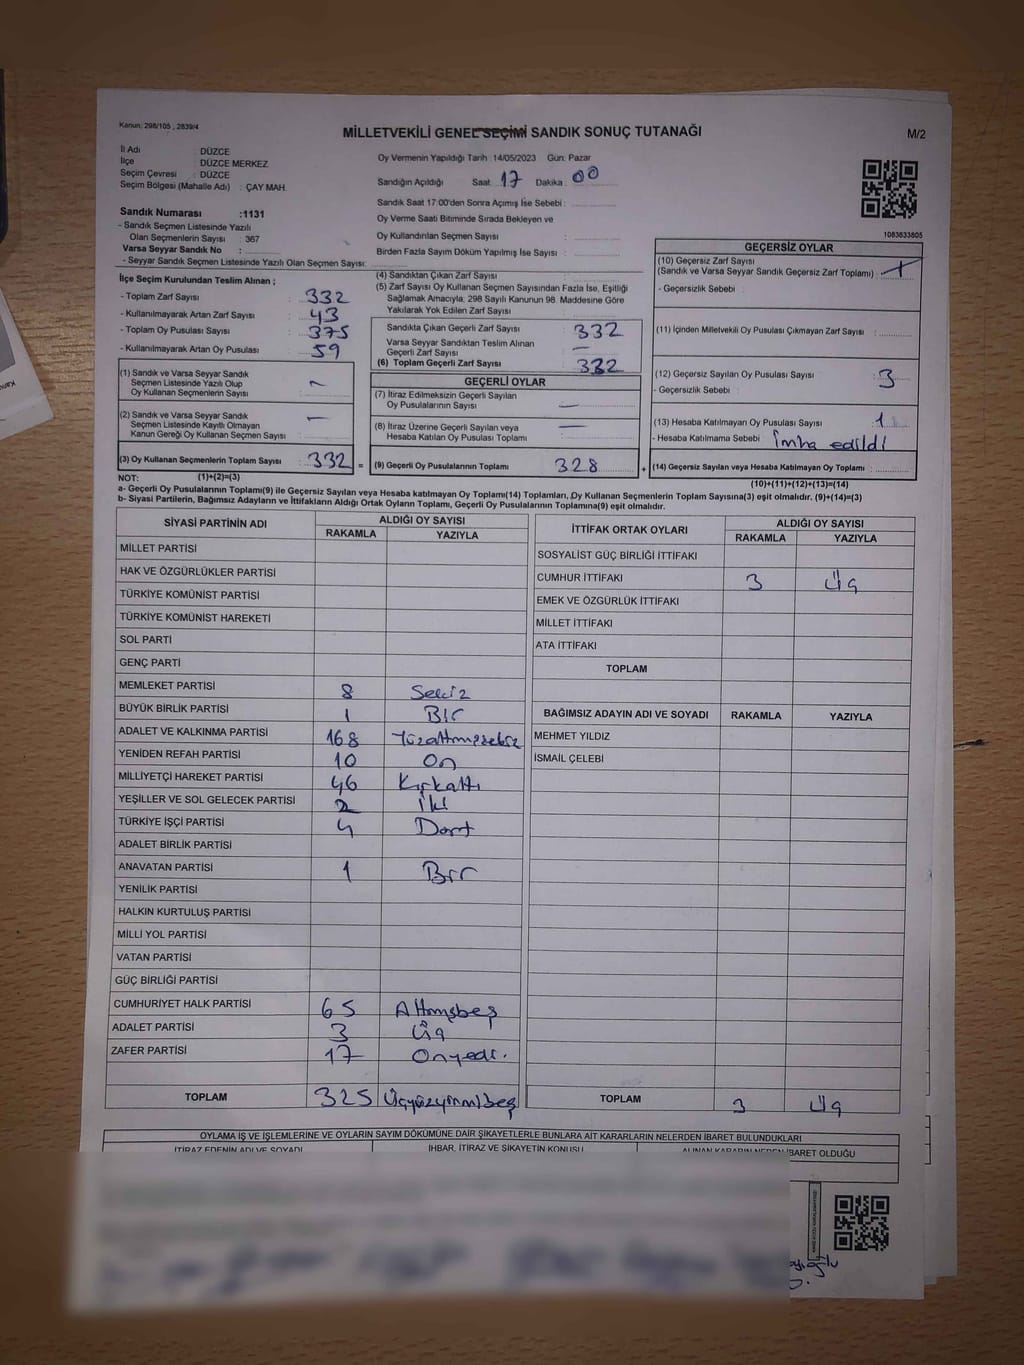 Kanun; 298/105 ; 2839/4
MİLLETVEKİLİ GENEL SEÇİMİ SANDIK SONUÇ TUTANAĞI
M/2
İl Adı : DÜZCE
İlçe : DÜZCE MERKEZ
Seçim Çevresi : DÜZCE
Seçim Bölgesi (Mahalle Adı) : ÇAY MAH.
Oy Vermenin Yapıldığı Tarih :14/05/2023 Gün: Pazar
Sandığın Açıldığı Saat: 17 Dakika: 00
Sandık Saat 17:00'den Sonra Açılmış İse Sebebi :
Oy Verme Saati Bitiminde Sırada Bekleyen ve
Oy Kullandırılan Seçmen Sayısı :
Birden Fazla Sayım Döküm Yapılmış İse Sayısı :
Sandık Numarası :1131
- Sandık Seçmen Listesinde Yazılı
Olan Seçmenlerin Sayısı : 367
Varsa Seyyar Sandık No :
- Seyyar Sandık Seçmen Listesinde Yazılı Olan Seçmen Sayısı:
1083633805
İlçe Seçim Kurulundan Teslim Alınan ;
- Toplam Zarf Sayısı : 332
- Kullanılmayarak Artan Zarf Sayısı : 43
- Toplam Oy Pusulası Sayısı : 375
- Kullanılmayarak Artan Oy Pusulası : 59
(1) Sandık ve Varsa Seyyar Sandık
Seçmen Listesinde Yazılı Olup
Oy Kullanan Seçmen Sayısı : -
(2) Sandık ve Varsa Seyyar Sandık
Seçmen Listesinde Kayıtlı Olmayan
Kanun Gereği Oy Kullanan Seçmen Sayısı : -
(3) Oy Kullanan Seçmenlerin Toplam Sayısı : 332 =
(4) Sandıktan Çıkan Zarf Sayısı :
(5) Zarf Sayısı Oy Kullanan Seçmen Sayısından Fazla İse, Eşitliği
Sağlamak Amacıyla; 298 Sayılı Kanunun 98. Maddesine Göre
Yakılarak Yok Edilen Zarf Sayısı :
Sandıkta Çıkan Geçerli Zarf Sayısı : 332
Varsa Seyyar Sandıktan Teslim Alınan
Geçerli Zarf Sayısı : -
(6) Toplam Geçerli Zarf Sayısı : 332
GEÇERLİ OYLAR
(7) İtiraz Edilmeksizin Geçerli Sayılan
Oy Pusulalarının Sayısı : -
(8) İtiraz Üzerine Geçerli Sayılan veya
Hesaba Katılan Oy Pusulaları Toplamı : -
(9) Geçerli Oy Pusulalarının Toplamı : 328 +
GEÇERSİZ OYLAR
(10) Geçersiz Zarf Sayısı
(Sandık ve Varsa Seyyar Sandık Geçersiz Zarf Toplamı) :
- Geçersizlik Sebebi :
(11) İçinden Milletvekili Oy Pusulası Çıkmayan Zarf Sayısı :
(12) Geçersiz Sayılan Oy Pusulası Sayısı : 3
- Geçersizlik Sebebi :
(13) Hesaba Katılmayan Oy Pusulası Sayısı : 1
- Hesaba Katılmama Sebebi : İmha edildi
(14) Geçersiz Sayılan veya Hesaba Katılmayan Oy Toplamı :
NOT: (1)+(2)=(3)
(10)+(11)+(12)+(13)=(14)
a- Geçerli Oy Pusulalarının Toplamı(9) ile Geçersiz Sayılan veya Hesaba katılmayan Oy Toplamı(14) Toplamları, Oy Kullanan Seçmenlerin Toplam Sayısına(3) eşit olmalıdır. (9)+(14)=(3)
b- Siyasi Partilerin, Bağımsız Adayların ve İttifakların Aldığı Ortak Oyların Toplamı, Geçerli Oy Pusulalarının Toplamına(9) eşit olmalıdır.
SİYASİ PARTİNİN ADI ALDIĞI OY SAYISI
RAKAMLA YAZIYLA
MİLLET PARTİSİ
HAK VE ÖZGÜRLÜKLER PARTİSİ
TÜRKİYE KOMÜNİST PARTİSİ
TÜRKİYE KOMÜNİST HAREKETİ
SOL PARTİ
GENÇ PARTİ
MEMLEKET PARTİSİ 8 Sekiz
BÜYÜK BİRLİK PARTİSİ 1 Bir
ADALET VE KALKINMA PARTİSİ 168 Yüzaltmışsekiz
YENİDEN REFAH PARTİSİ 10 On
MİLLİYETÇİ HAREKET PARTİSİ 46 Kırkaltı
YEŞİLLER VE SOL GELECEK PARTİSİ 2 İki
TÜRKİYE İŞÇİ PARTİSİ 4 Dört
ADALET BİRLİK PARTİSİ
ANAVATAN PARTİSİ 1 Bir
YENİLİK PARTİSİ
HALKIN KURTULUŞ PARTİSİ
MİLLİ YOL PARTİSİ
VATAN PARTİSİ
GÜÇ BİRLİĞİ PARTİSİ
CUMHURİYET HALK PARTİSİ 65 Altmışbeş
ADALET PARTİSİ 3 Üç
ZAFER PARTİSİ 17 Onyedi.
TOPLAM 325 Üçyüzyirmibeş
İTTİFAK ORTAK OYLARI ALDIĞI OY SAYISI
RAKAMLA YAZIYLA
SOSYALİST GÜÇ BİRLİĞİ İTTİFAKI
CUMHUR İTTİFAKI 3 Üç
EMEK VE ÖZGÜRLÜK İTTİFAKI
MİLLET İTTİFAKI
ATA İTTİFAKI
TOPLAM
BAĞIMSIZ ADAYIN ADI VE SOYADI RAKAMLA YAZIYLA
MEHMET YILDIZ
İSMAİL ÇELEBİ
TOPLAM 3 Üç
OYLAMA İŞ VE İŞLEMLERİNE VE OYLARIN SAYIM DÖKÜMÜNE DAİR ŞİKAYETLERLE BUNLARA AİT KARARLARIN NELERDEN İBARET BULUNDUKLARI
İTİRAZ EDENİN ADI VE SOYADI İHBAR, İTİRAZ VE ŞİKAYETİN KONUSU ALINAN KARARIN NEDEN İBARET OLDUĞU